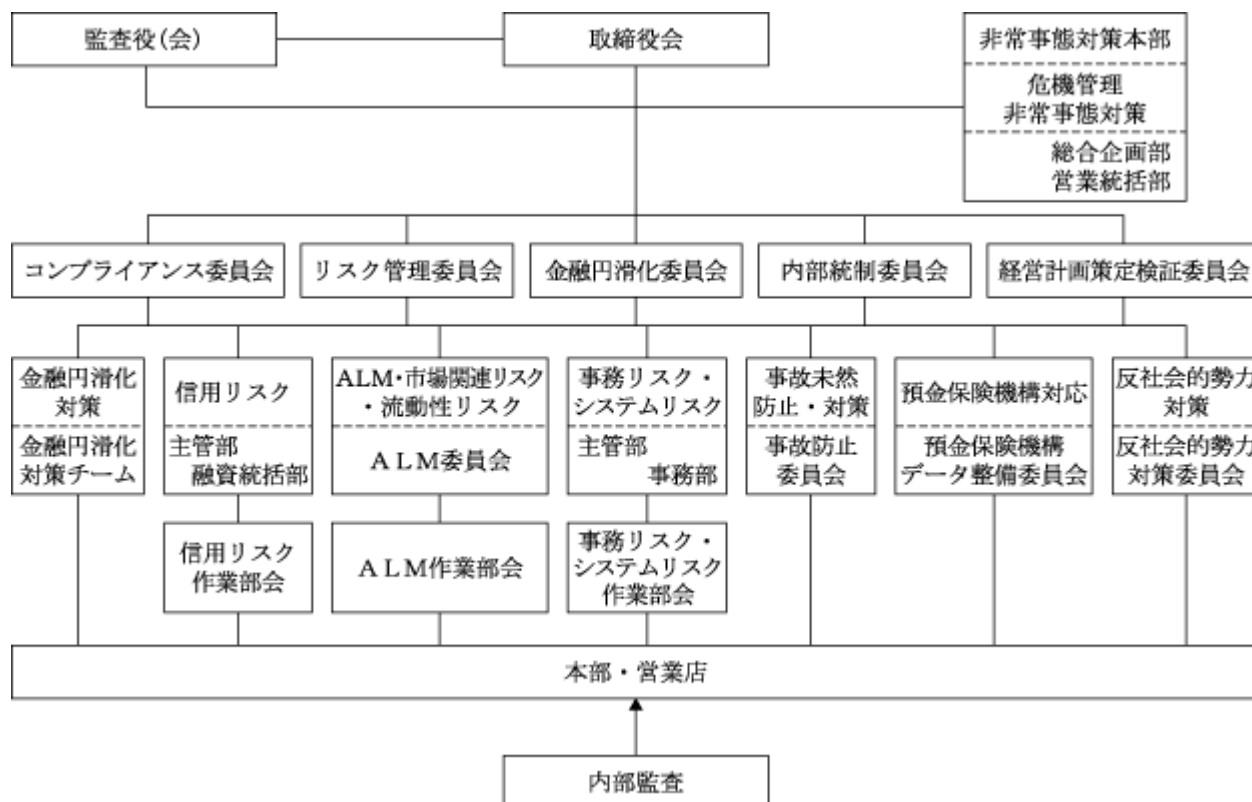 監査役(会)
取締役会
非常事態対策本部
危機管理
非常事態対策
総合企画部
営業統括部
コンプライアンス委員会
リスク管理委員会
金融円滑化委員会
内部統制委員会
経営計画策定検証委員会
金融円滑化
対策
金融円滑化
対策チーム
信用リスク
主管部
融資統括部
ALM・市場関連リスク
・流動性リスク
ALM委員会
事務リスク・
システムリスク
主管部
事務部
事故未然
防止・対策
事故防止
委員会
預金保険機構対応
預金保険機構
データ整備委員会
反社会的勢力
対策
反社会的勢力
対策委員会
信用リスク
作業部会
ALM作業部会
事務リスク・
システムリスク
作業部会
本部・営業店
内部監査